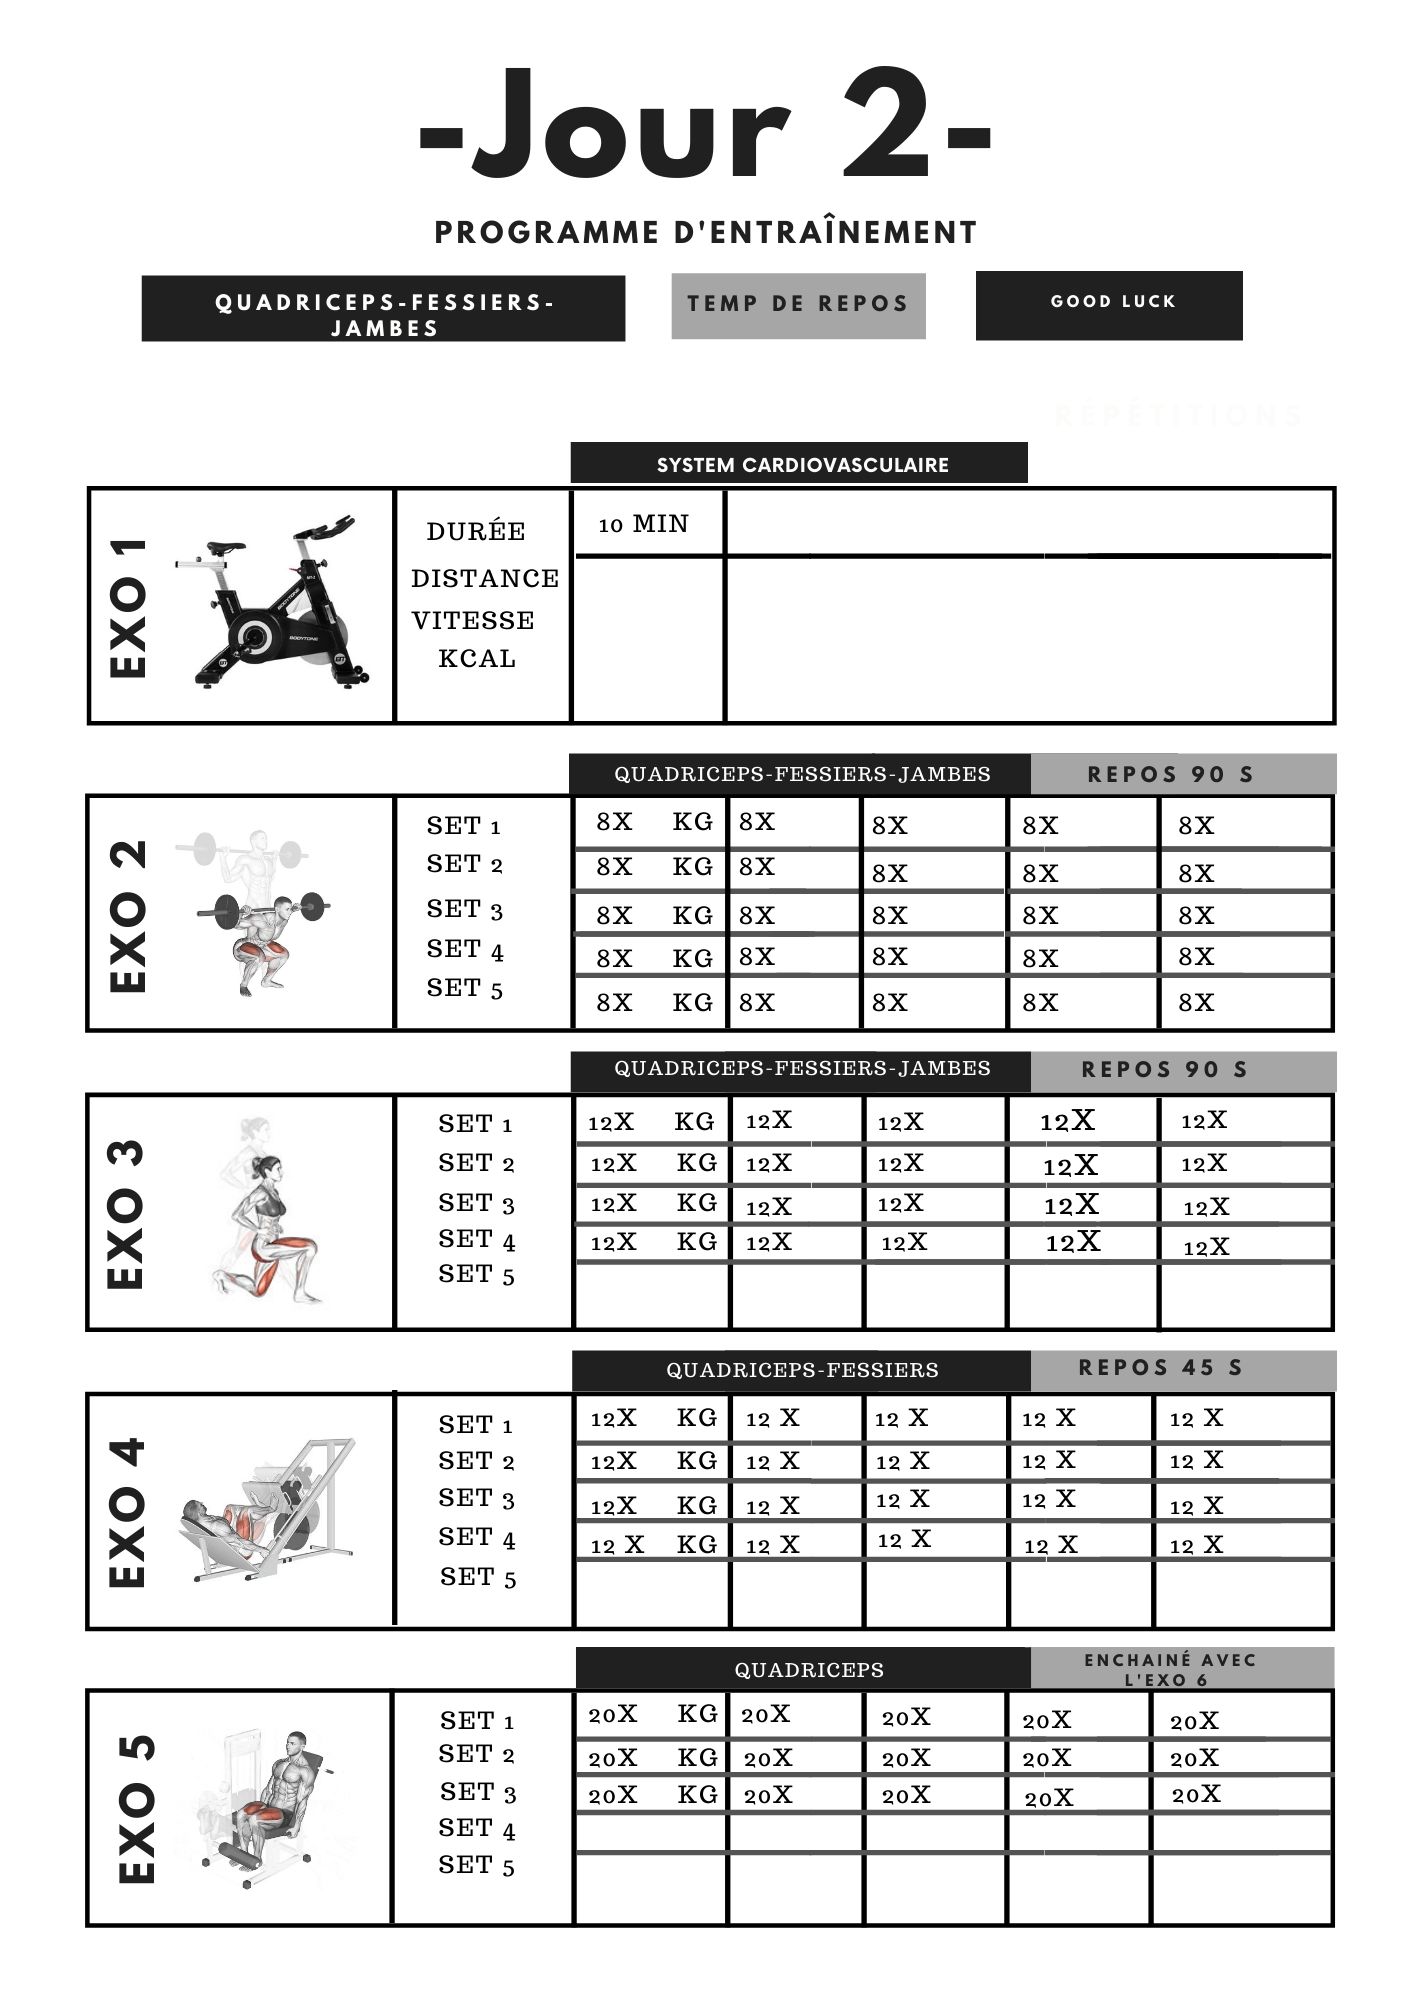 -Jour 2-
PROGRAMME D'ENTRAÎNEMENT
QUADRICEPS-FESSIERS-
JAMBES
TEMP DE REPOS
GOOD LUCK
RÉPÉTITIONS
SYSTEM CARDIOVASCULAIRE
EXO 1
BODYTONE
DURÉE 10 MIN
DISTANCE
VITESSE
KCAL
QUADRICEPS-FESSIERS-JAMBES REPOS 90 S
EXO 2
SET 1 8X KG 8X 8X 8X 8X
SET 2 8X KG 8X 8X 8X 8X
SET 3 8X KG 8X 8X 8X 8X
SET 4 8X KG 8X 8X 8X 8X
SET 5 8X KG 8X 8X 8X 8X
QUADRICEPS-FESSIERS-JAMBES REPOS 90 S
EXO 3
SET 1 12X KG 12X 12X 12X 12X
SET 2 12X KG 12X 12X 12X 12X
SET 3 12X KG 12X 12X 12X 12X
SET 4 12X KG 12X 12X 12X 12X
SET 5
QUADRICEPS-FESSIERS REPOS 45 S
EXO 4
SET 1 12X KG 12 X 12 X 12 X 12 X
SET 2 12X KG 12 X 12 X 12 X 12 X
SET 3 12X KG 12 X 12 X 12 X 12 X
SET 4 12 X KG 12 X 12 X 12 X 12 X
SET 5
QUADRICEPS
ENCHAINÉ AVEC
L'EXO 6
EXO 5
SET 1 20X KG 20X 20X 20X 20X
SET 2 20X KG 20X 20X 20X 20X
SET 3 20X KG 20X 20X 20X 20X
SET 4
SET 5